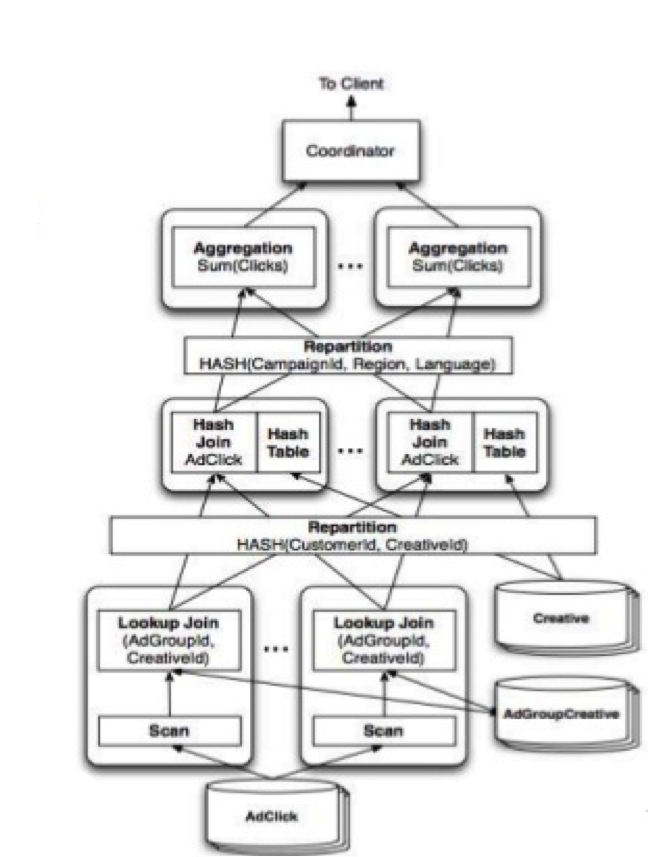 To Client
Coordinator
Aggregation
Sum(Clicks)
...
Aggregation
Sum(Clicks)
Repartition
HASH(CampaignId, Region, Language)
Hash
Join
AdClick
Hash
Table
...
Hash
Join
AdClick
Hash
Table
Repartition
HASH(CustomerId, CreativeId)
Lookup Join
(AdGroupId,
CreativeId)
...
Lookup Join
(AdGroupId,
CreativeId)
Creative
Scan
Scan
AdGroupCreative
AdClick